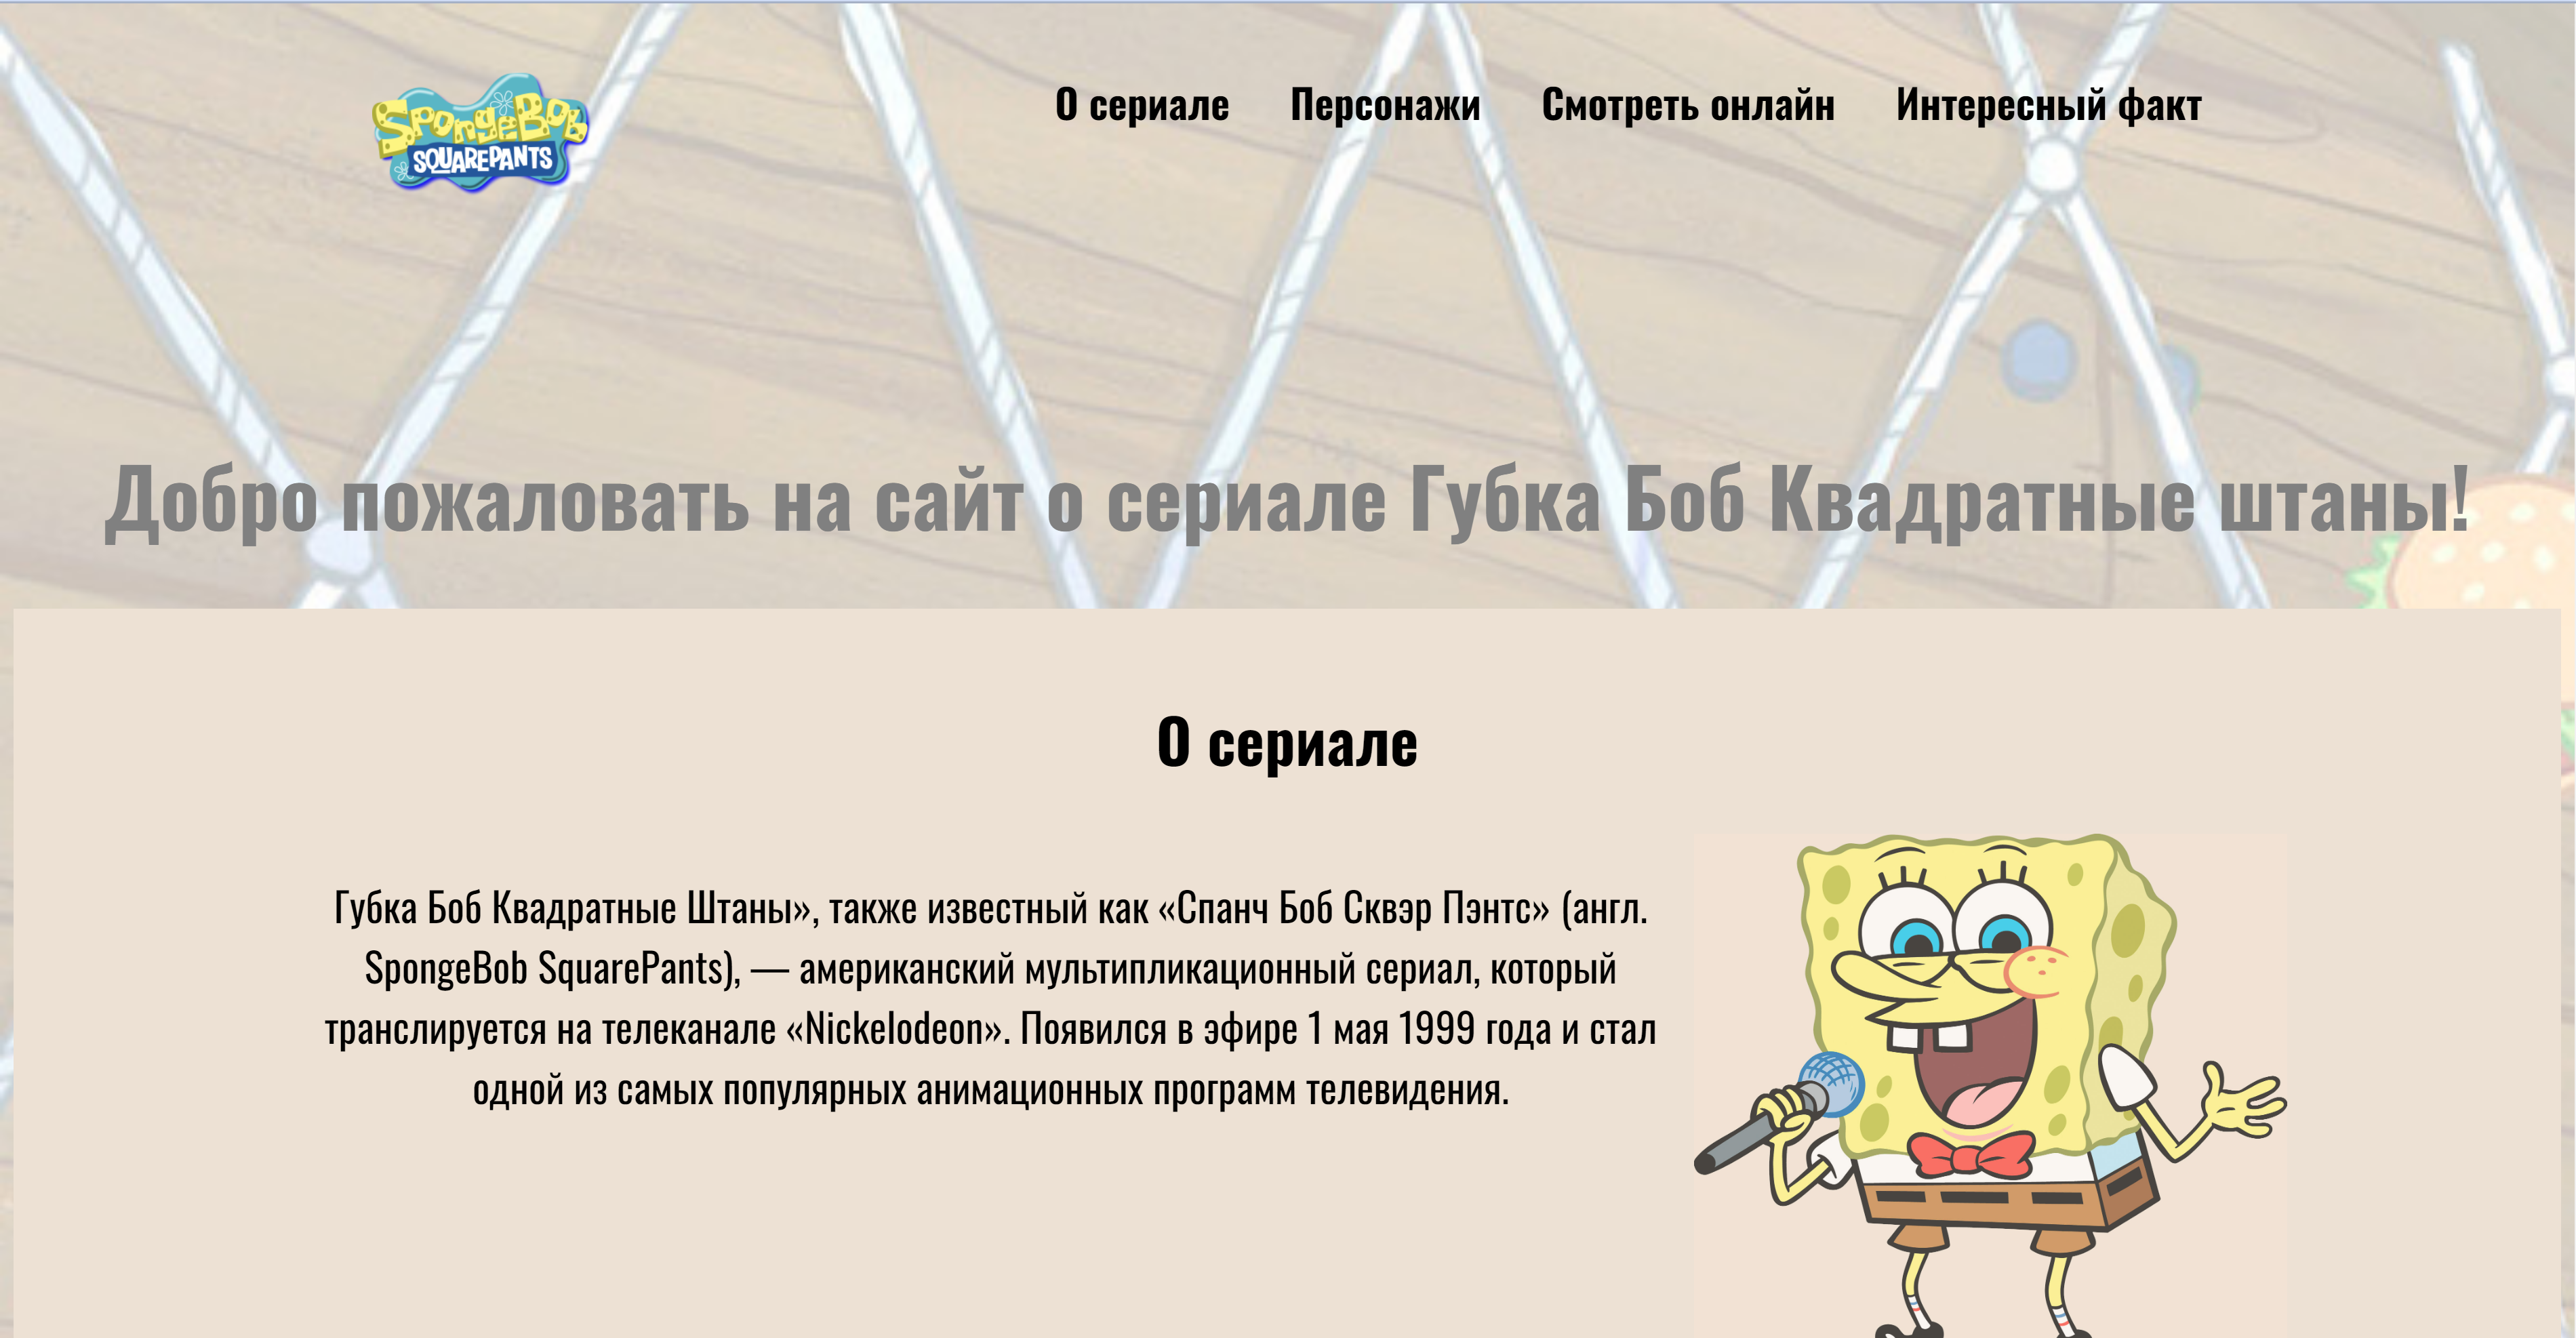 SpongeBob
SQUAREPANTS
О сериале Персонажи Смотреть онлайн Интересный факт
Добро пожаловать на сайт о сериале Губка Боб Квадратные штаны!
О сериале
Губка Боб Квадратные Штаны», также известный как «Спанч Боб Сквэр Пэнтс» (англ.
SpongeBob SquarePants), — американский мультипликационный сериал, который
транслируется на телеканале «Nickelodeon». Появился в эфире 1 мая 1999 года и стал
одной из самых популярных анимационных программ телевидения.